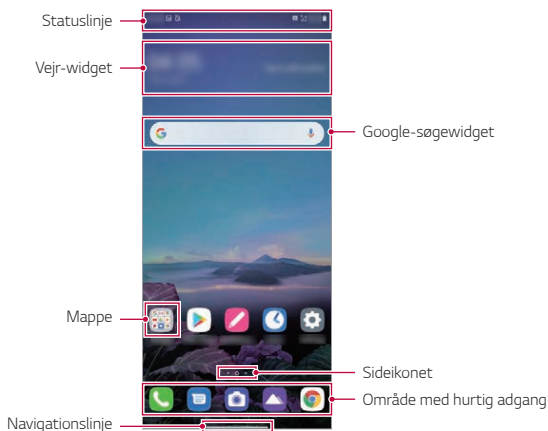 Statuslinje
Vejr-widget
Google-søgewidget
Mappe
Sideikonet
Område med hurtig adgang
Navigationslinje